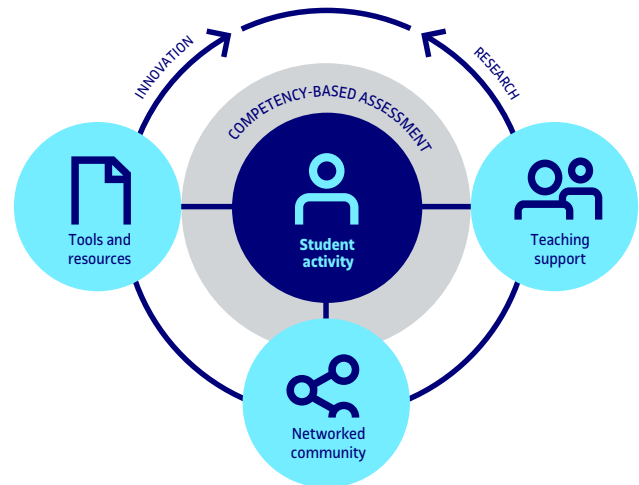 INNOVATION
RESEARCH
COMPETENCY-BASED ASSESSMENT
Tools and
resources
Student
activity
Teaching
support
Networked
community